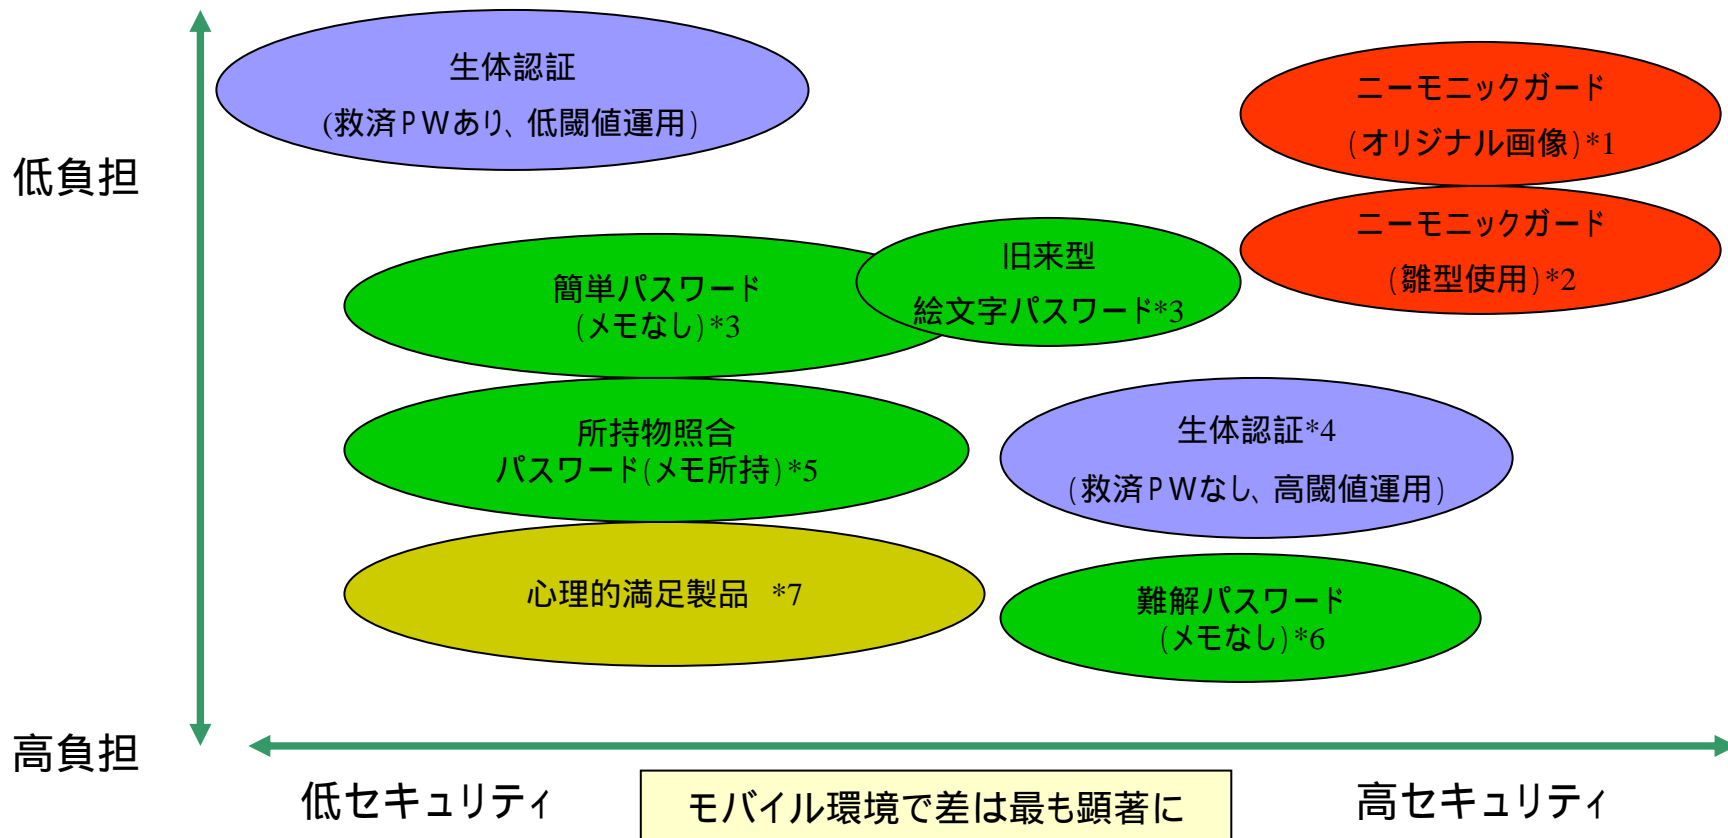 生体認証
(救済PWあり、低閾値運用)
ニーモニックガード
(オリジナル画像)*1
低負担
ニーモニックガード
(雛型使用)*2
旧来型
絵文字パスワード*3
簡単パスワード
(メモなし)*3
所持物照合
パスワード(メモ所持)*5
生体認証*4
(救済PWなし、高閾値運用)
心理的満足製品 *7
難解パスワード
(メモなし)*6
高負担
低セキュリティ
モバイル環境で差は最も顕著に
高セキュリティ